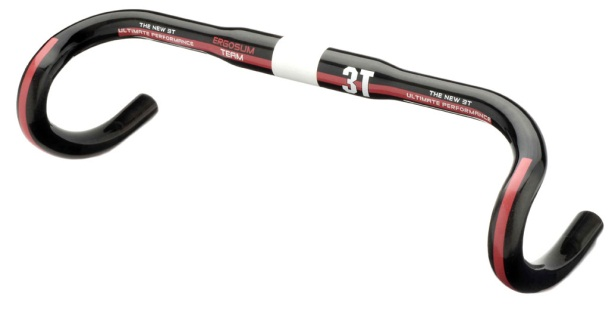 THE NEW 3T
ULTIMATE PERFORMANCE
ERGOSUM
TEAM
3T
THE NEW 3T
ULTIMATE PERFORMANCE